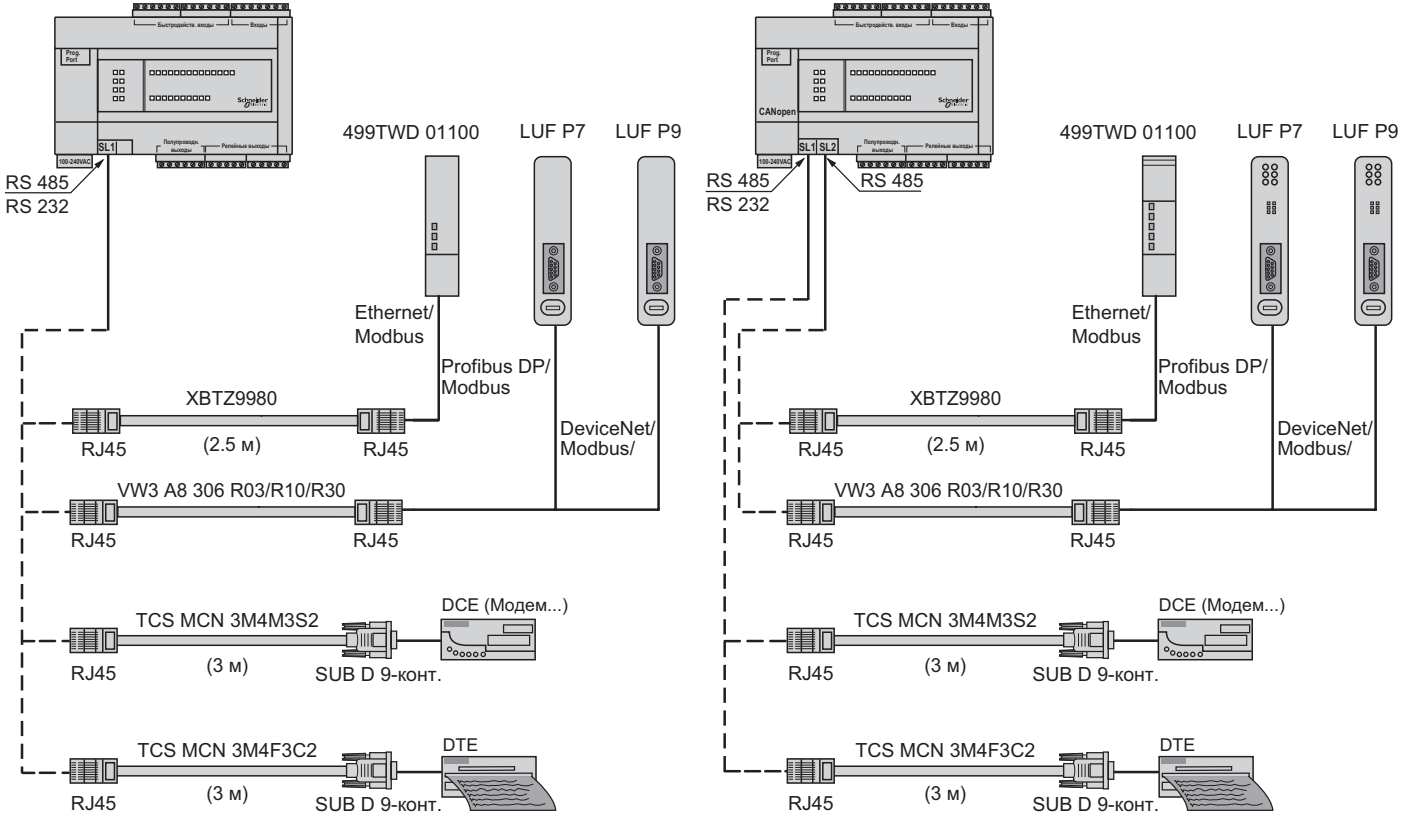 Быстродейств. входы
Входы
Prog.
Port
Schneider
Electric
SL1
100-240VAC
Полупроводн.
выходы
Релейные выходы
RS 485
RS 232
499TWD 01100
LUF P7
LUF P9
Ethernet/
Modbus
Profibus DP/
Modbus
DeviceNet/
Modbus/
XBTZ9980
RJ45
(2.5 м)
RJ45
VW3 A8 306 R03/R10/R30
RJ45
RJ45
TCS MCN 3M4M3S2
DCE (Модем...)
RJ45
(3 м)
SUB D 9-конт.
TCS MCN 3M4F3C2
DTE
RJ45
(3 м)
SUB D 9-конт.
Быстродейств. входы
Входы
Prog.
Port
Schneider
Electric
CANopen
SL1
SL2
100-240VAC
Полупроводн.
выходы
Релейные выходы
RS 485
RS 232
RS 485
499TWD 01100
LUF P7
LUF P9
Ethernet/
Modbus
Profibus DP/
Modbus
DeviceNet/
Modbus/
XBTZ9980
RJ45
(2.5 м)
RJ45
VW3 A8 306 R03/R10/R30
RJ45
RJ45
TCS MCN 3M4M3S2
DCE (Модем...)
RJ45
(3 м)
SUB D 9-конт.
TCS MCN 3M4F3C2
DTE
RJ45
(3 м)
SUB D 9-конт.